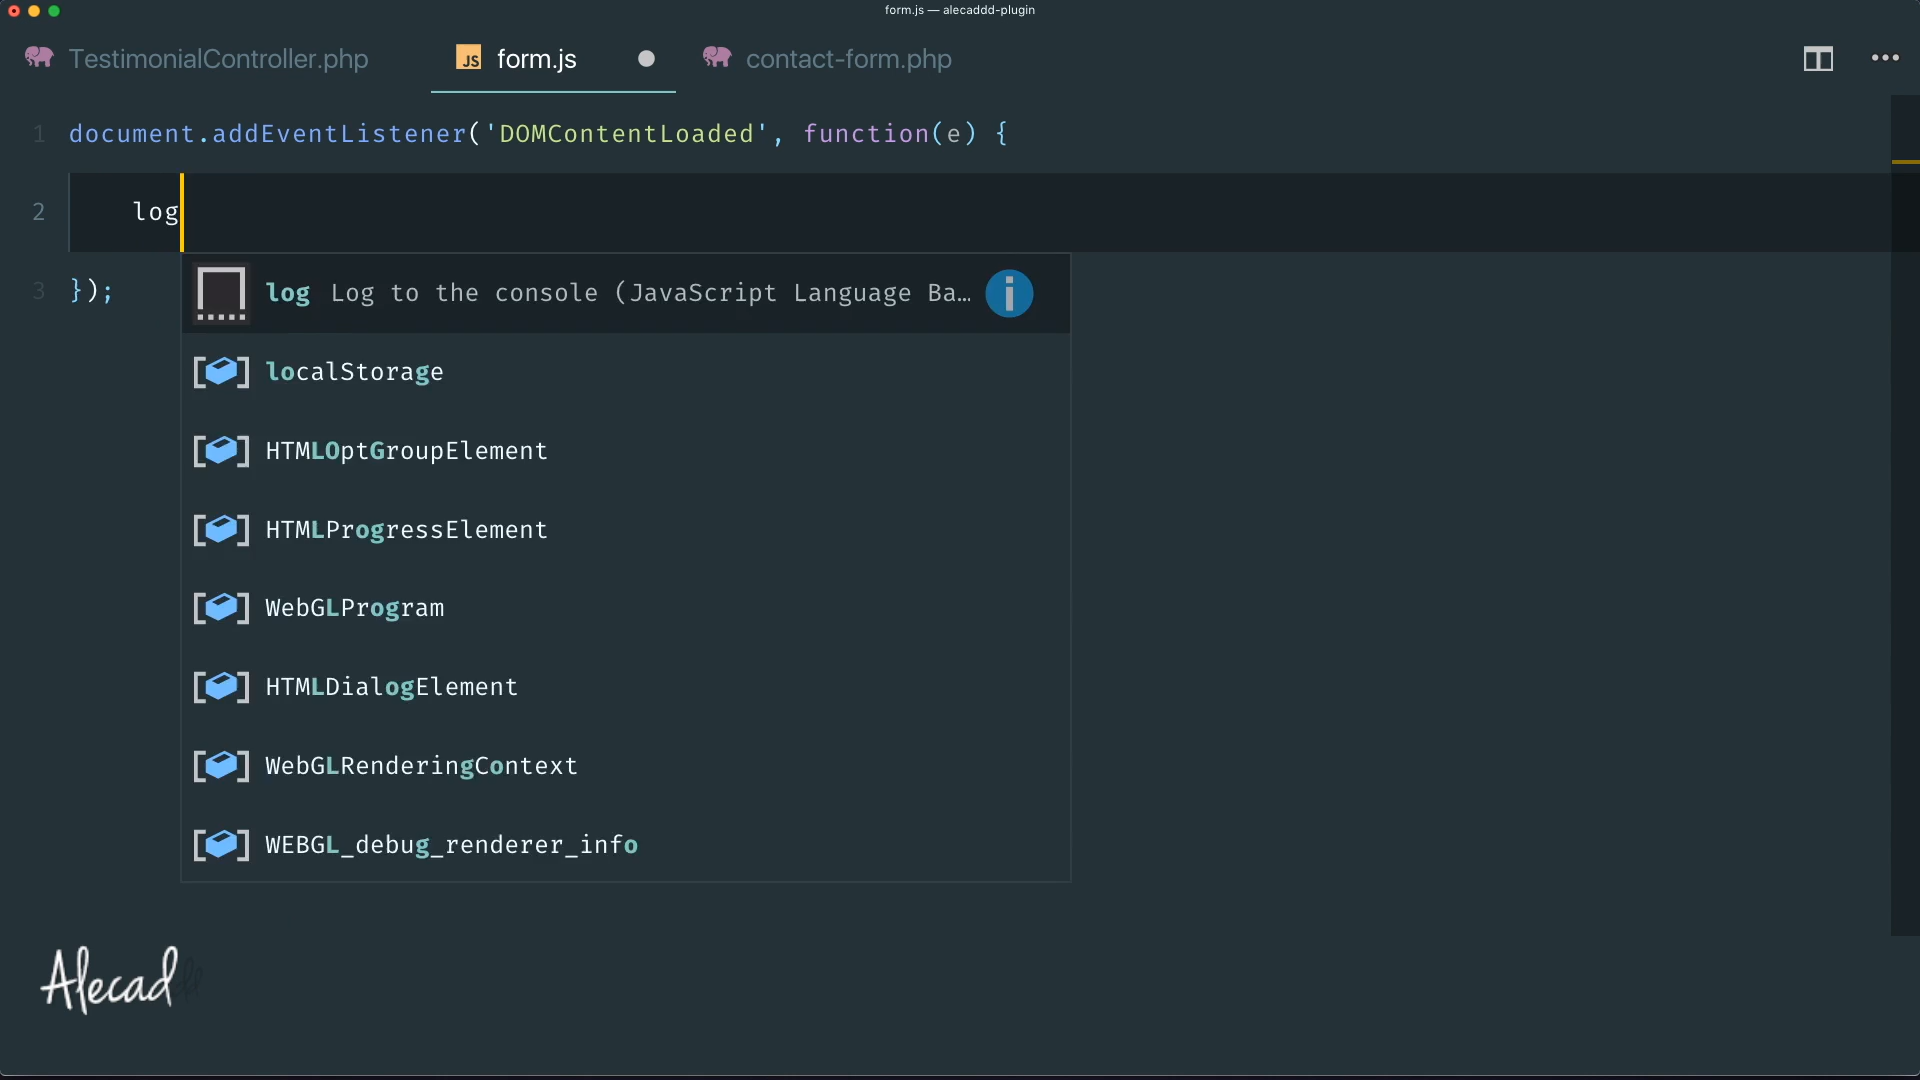 form.js — alecaddd-plugin
TestimonialController.php
JS form.js
contact-form.php
1 document.addEventListener('DOMContentLoaded', function(e) {
2 log
3 });
log Log to the console (JavaScript Language Ba…
localStorage
HTMLOptGroupElement
HTMLProgressElement
WebGLProgram
HTMLDialogElement
WebGLRenderingContext
WEBGL_debug_renderer_info
Alecad